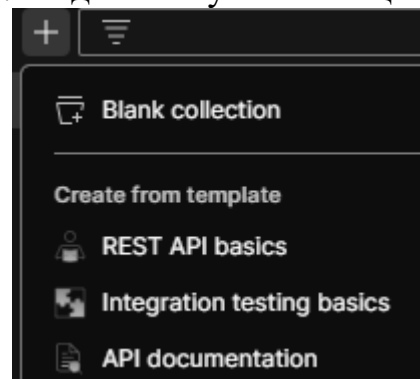 Blank collection
Create from template
REST API basics
Integration testing basics
API documentation